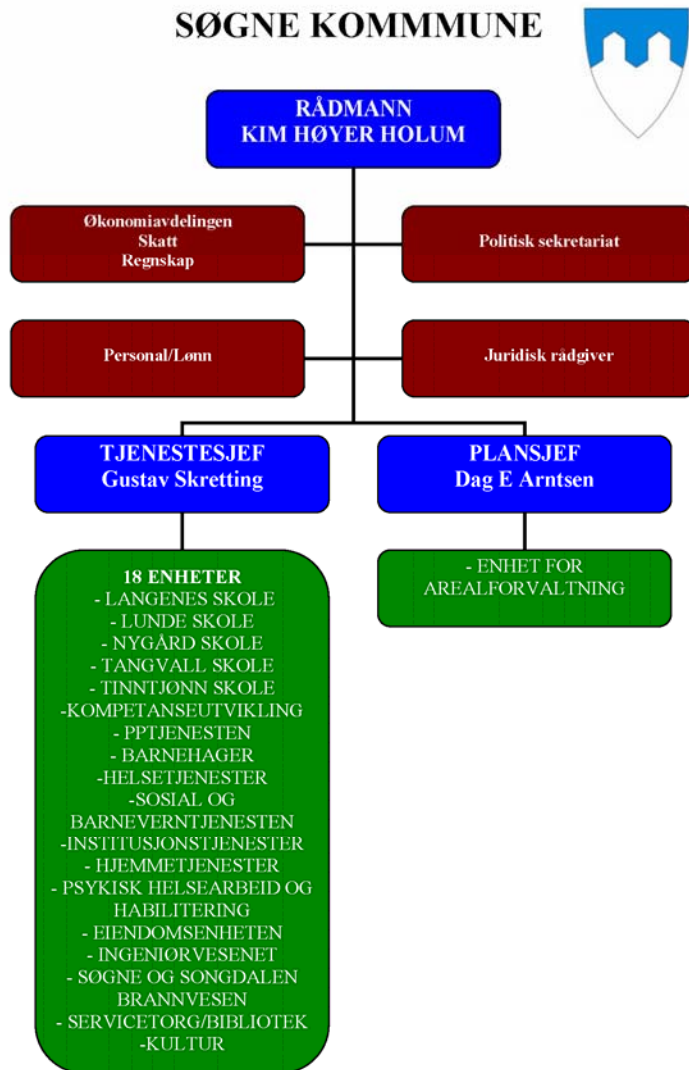 SØGNE KOMMMUNE
RÅDMANN
KIM HØYER HOLUM
Økonomiavdelingen
Skatt
Regnskap
Politisk sekretariat
Personal/Lønn
Juridisk rådgiver
TJENESTESJEF
Gustav Skretting
PLANSJEF
Dag E Arntsen
18 ENHETER
- LANGENES SKOLE
- LUNDE SKOLE
- NYGÅRD SKOLE
- TANGVALL SKOLE
- TINNTJØNN SKOLE
-KOMPETANSEUTVIKLING
- PPTJENESTEN
- BARNEHAGER
-HELSETJENESTER
-SOSIAL OG
BARNEVERNTJENESTEN
-INSTITUSJONSTJENESTER
- HJEMMETJENESTER
- PSYKISK HELSEARBEID OG
HABILITERING
- EIENDOMSENHETEN
- INGENIØRVESENET
- SØGNE OG SONGDALEN
BRANNVESEN
- SERVICETORG/BIBLIOTEK
-KULTUR
- ENHET FOR
AREALFORVALTNING